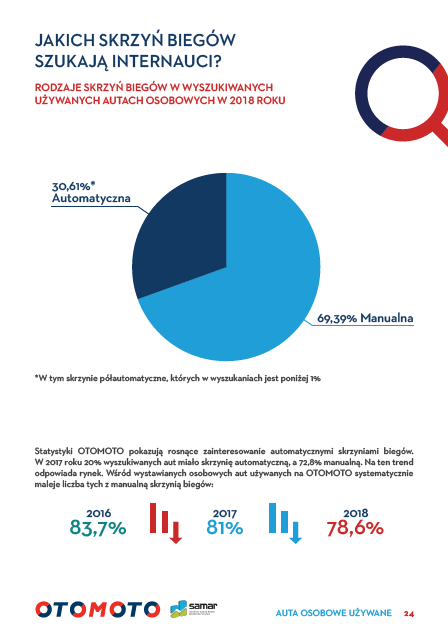 JAKICH SKRZYŃ BIEGÓW
SZUKAJĄ INTERNAUCI?
RODZAJE SKRZYŃ BIEGÓW W WYSZUKIWANYCH
UŻYWANYCH AUTACH OSOBOWYCH W 2018 ROKU
30,61%*
Automatyczna
69,39% Manualna
*W tym skrzynie półautomatyczne, których w wyszukaniach jest poniżej 1%
Statystyki OTOMOTO pokazują rosnące zainteresowanie automatycznymi skrzyniami biegów.
W 2017 roku 20% wyszukiwanych aut miało skrzynię automatyczną, a 72,8% manualną. Na ten trend
odpowiada rynek. Wśród wystawianych osobowych aut używanych na OTOMOTO systematycznie
maleje liczba tych z manualną skrzynią biegów:
2016 2017 2018
83,7% 81% 78,6%
OTOMOTO samar
AUTA OSOBOWE UŻYWANE 24